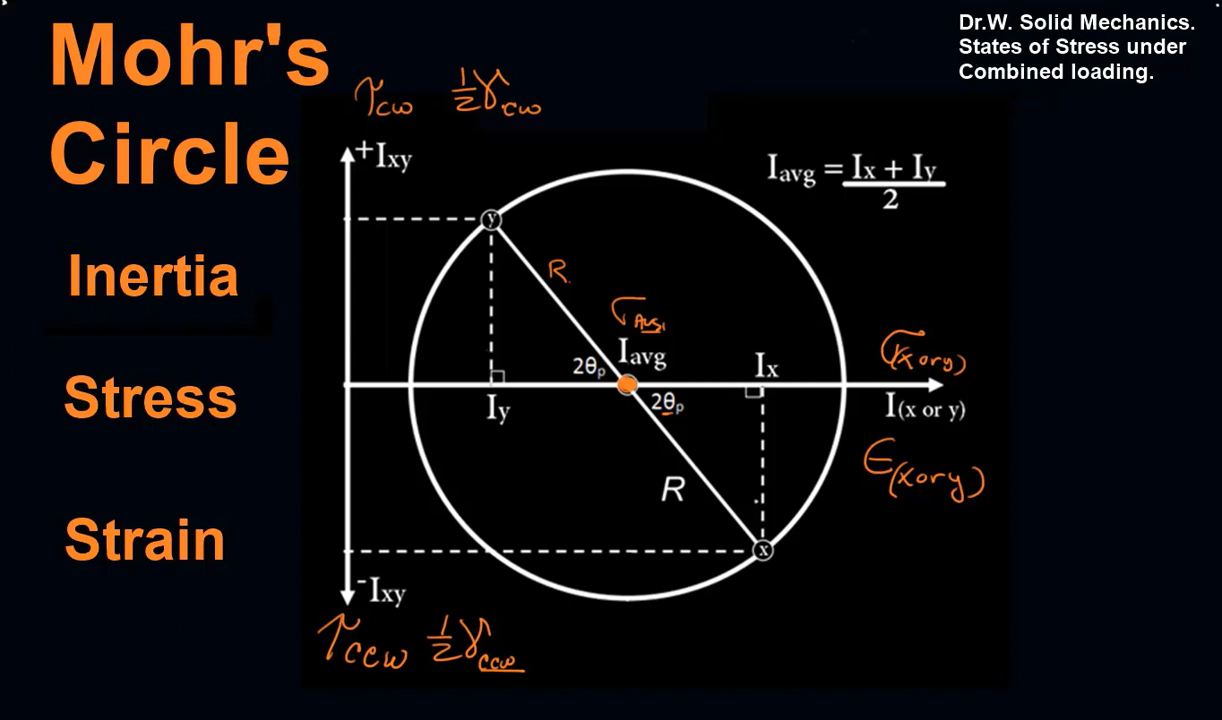 Mohr's
Circle
Inertia
Stress
Strain
Dr.W. Solid Mechanics.
States of Stress under
Combined loading.
τcw ½γcw
+Ixy
Iavg = Ix + Iy
2
y
R
σAvg
Iavg
2θp
Ix
σ(x or y)
Iy
2θp
I(x or y)
ϵ(x or y)
R
x
-Ixy
τccw ½γccw